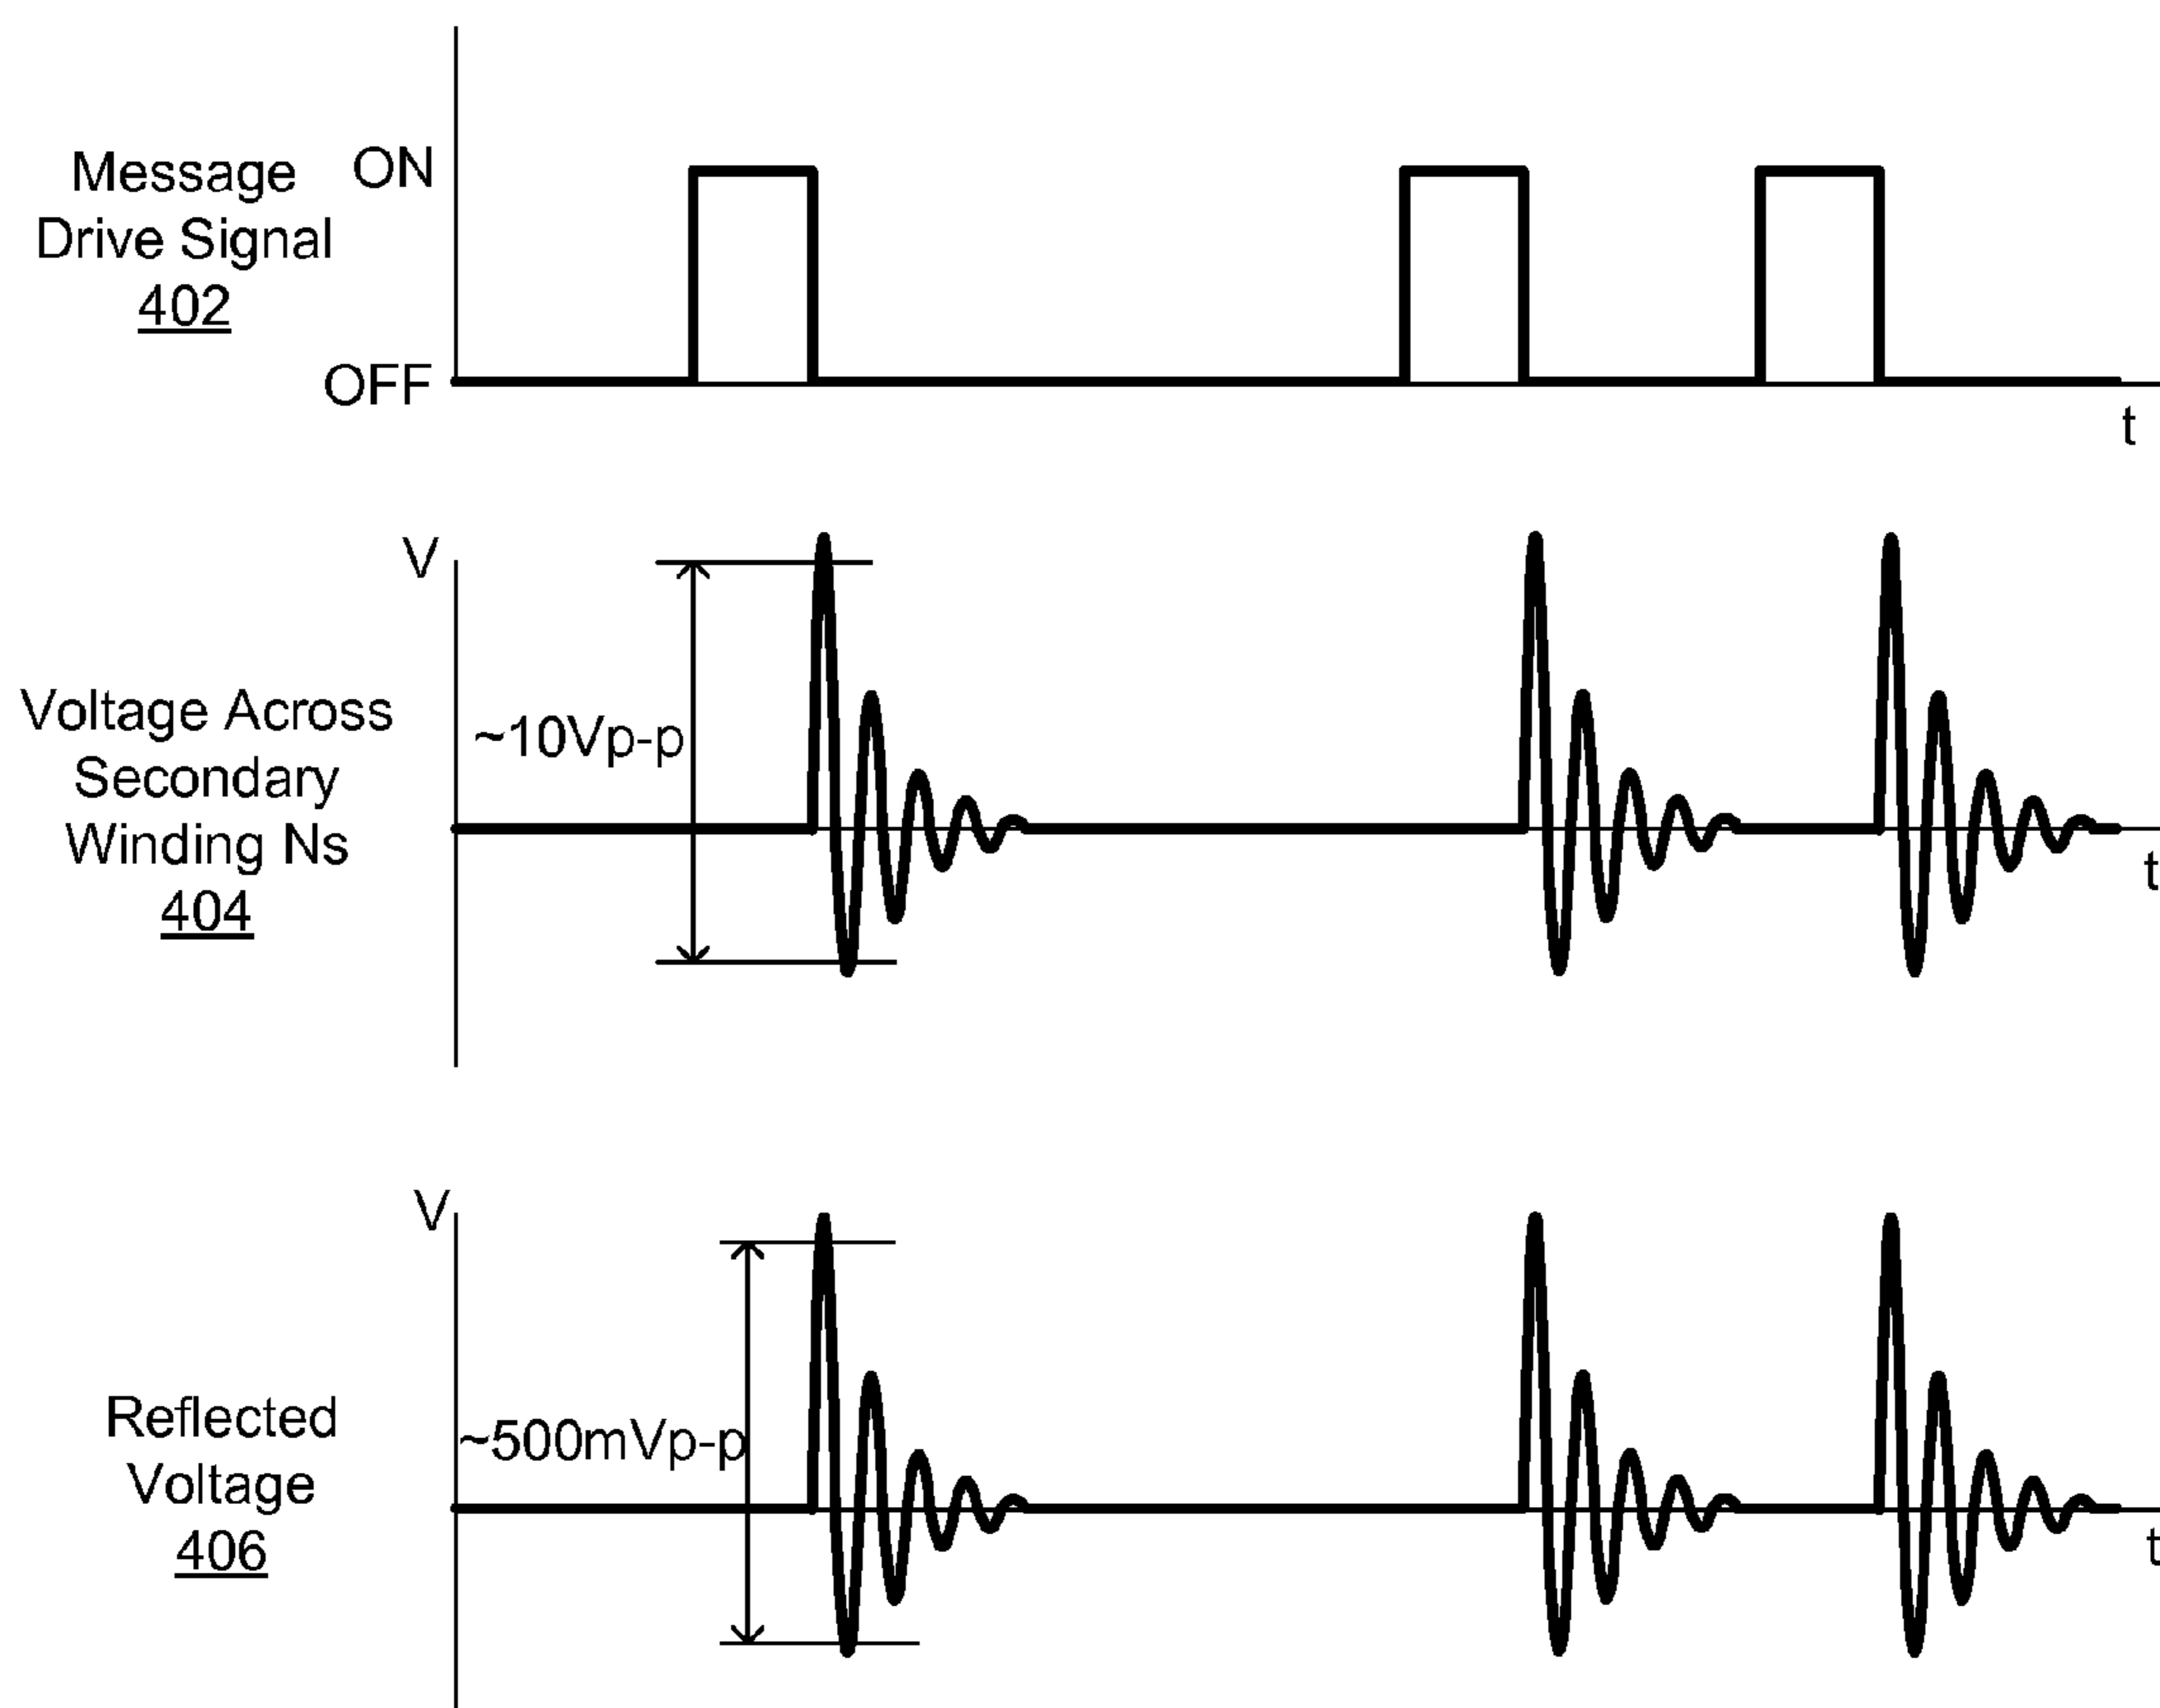 Message
Drive Signal
402
ON
OFF
t
V
Voltage Across
Secondary
Winding Ns
404
~10Vp-p
t
V
Reflected
Voltage
406
~500mVp-p
t